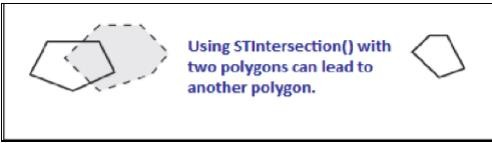 Using STIntersection() with
two polygons can lead to
another polygon.